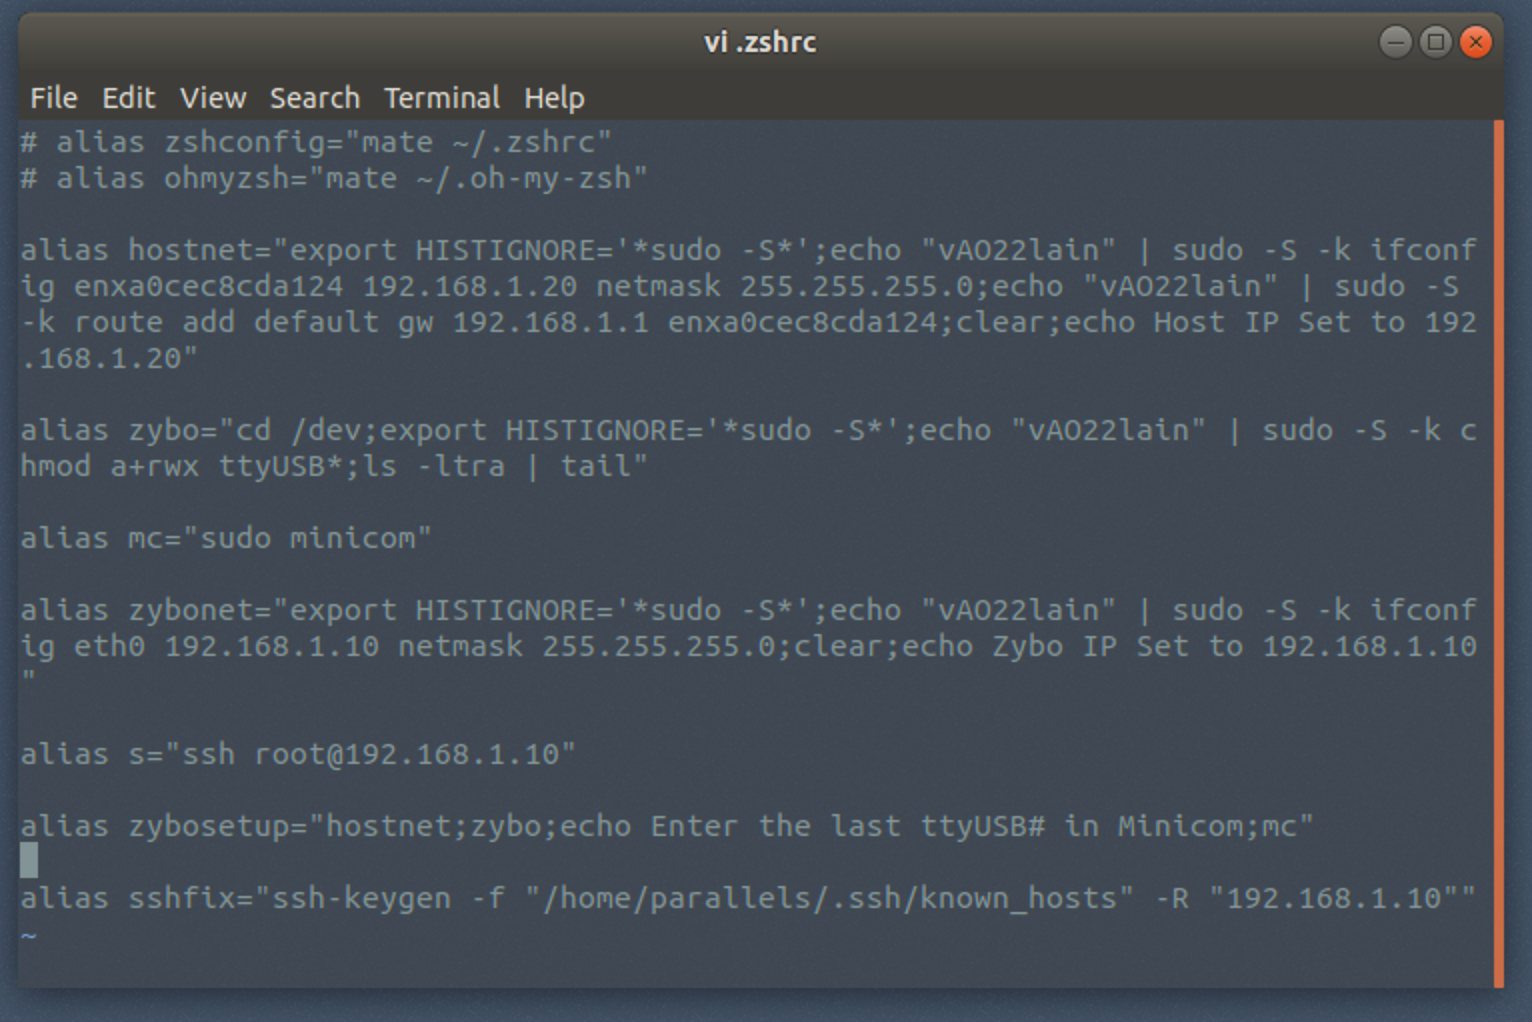 vi .zshrc
File Edit View Search Terminal Help
# alias zshconfig="mate ~/.zshrc"
# alias ohmyzsh="mate ~/.oh-my-zsh"
alias hostnet="export HISTIGNORE='*sudo -S*';echo "vAO22lain" | sudo -S -k ifconf
ig enxa0cec8cda124 192.168.1.20 netmask 255.255.255.0;echo "vAO22lain" | sudo -S
-k route add default gw 192.168.1.1 enxa0cec8cda124;clear;echo Host IP Set to 192
.168.1.20"
alias zybo="cd /dev;export HISTIGNORE='*sudo -S*';echo "vAO22lain" | sudo -S -k c
hmod a+rwx ttyUSB*;ls -ltra | tail"
alias mc="sudo minicom"
alias zybonet="export HISTIGNORE='*sudo -S*';echo "vAO22lain" | sudo -S -k ifconf
ig eth0 192.168.1.10 netmask 255.255.255.0;clear;echo Zybo IP Set to 192.168.1.10
"
alias s="ssh root@192.168.1.10"
alias zybosetup="hostnet;zybo;echo Enter the last ttyUSB# in Minicom;mc"
alias sshfix="ssh-keygen -f "/home/parallels/.ssh/known_hosts" -R "192.168.1.10""
~